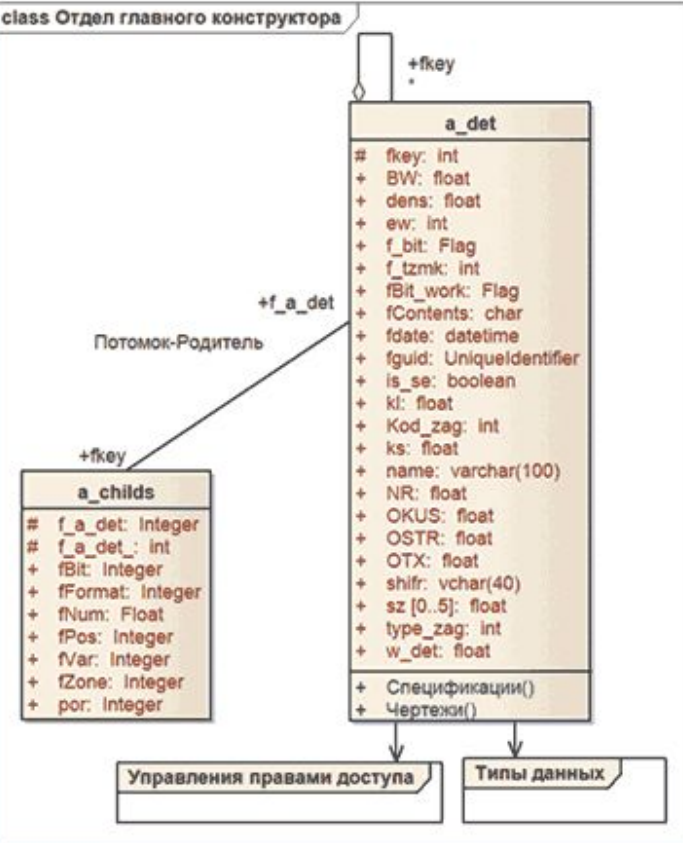 class Отдел главного конструктора
+fkey
*
a_det
# fkey: int
+ BW: float
+ dens: float
+ ew: int
+ f_bit: Flag
+ f_tzmk: int
+ fBit_work: Flag
+ fContents: char
+ fdate: datetime
+ fguid: UniqueIdentifier
+ is_se: boolean
+ kl: float
+ Kod_zag: int
+ ks: float
+ name: varchar(100)
+ NR: float
+ OKUS: float
+ OSTR: float
+ OTX: float
+ shifr: vchar(40)
+ sz [0..5]: float
+ type_zag: int
+ w_det: float
+ Спецификации()
+ Чертежи()
+f_a_det
Потомок-Родитель
+fkey
a_childs
# f_a_det: Integer
# f_a_det_: int
+ fBit: Integer
+ fFormat: Integer
+ fNum: Float
+ fPos: Integer
+ fVar: Integer
+ fZone: Integer
+ por: Integer
Управления правами доступа
Типы данных